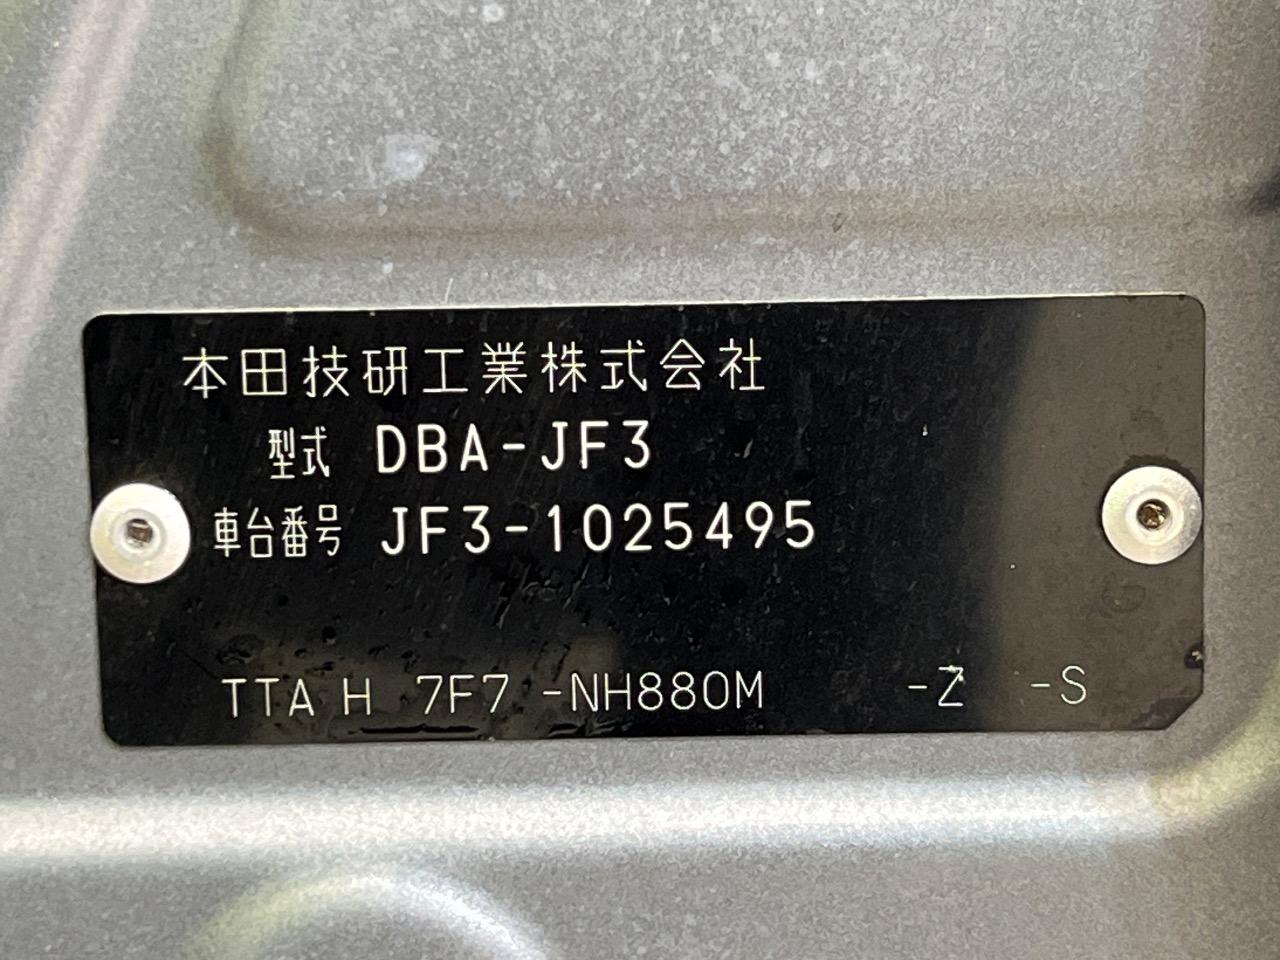 本田技研工業株式会社
型式 DBA-JF3
車台番号 JF3-1025495
TTA H 7F7 -NH880M -Z -S